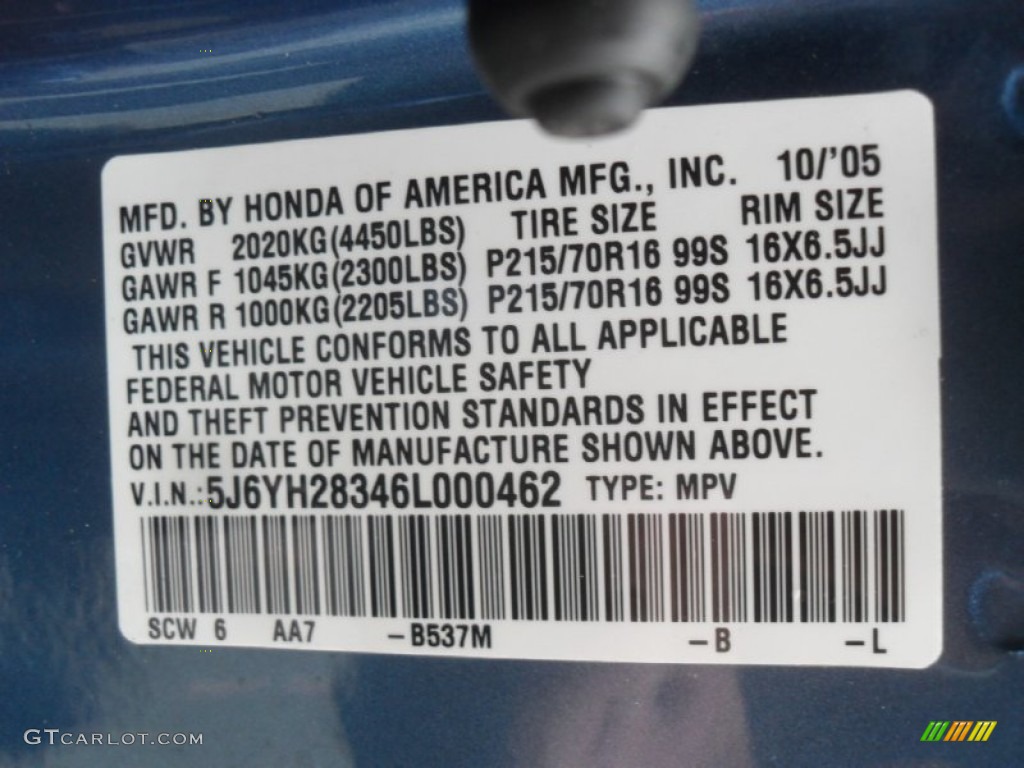 MFD. BY HONDA OF AMERICA MFG., INC. 10/'05
GVWR 2020KG(4450LBS) TIRE SIZE RIM SIZE
GAWR F 1045KG(2300LBS) P215/70R16 99S 16X6.5JJ
GAWR R 1000KG(2205LBS) P215/70R16 99S 16X6.5JJ
THIS VEHICLE CONFORMS TO ALL APPLICABLE
FEDERAL MOTOR VEHICLE SAFETY
AND THEFT PREVENTION STANDARDS IN EFFECT
ON THE DATE OF MANUFACTURE SHOWN ABOVE.
V.I.N.:5J6YH28346L000462 TYPE: MPV
SCW 6 AA7 -B537M -B -L
GTCARLOT.COM